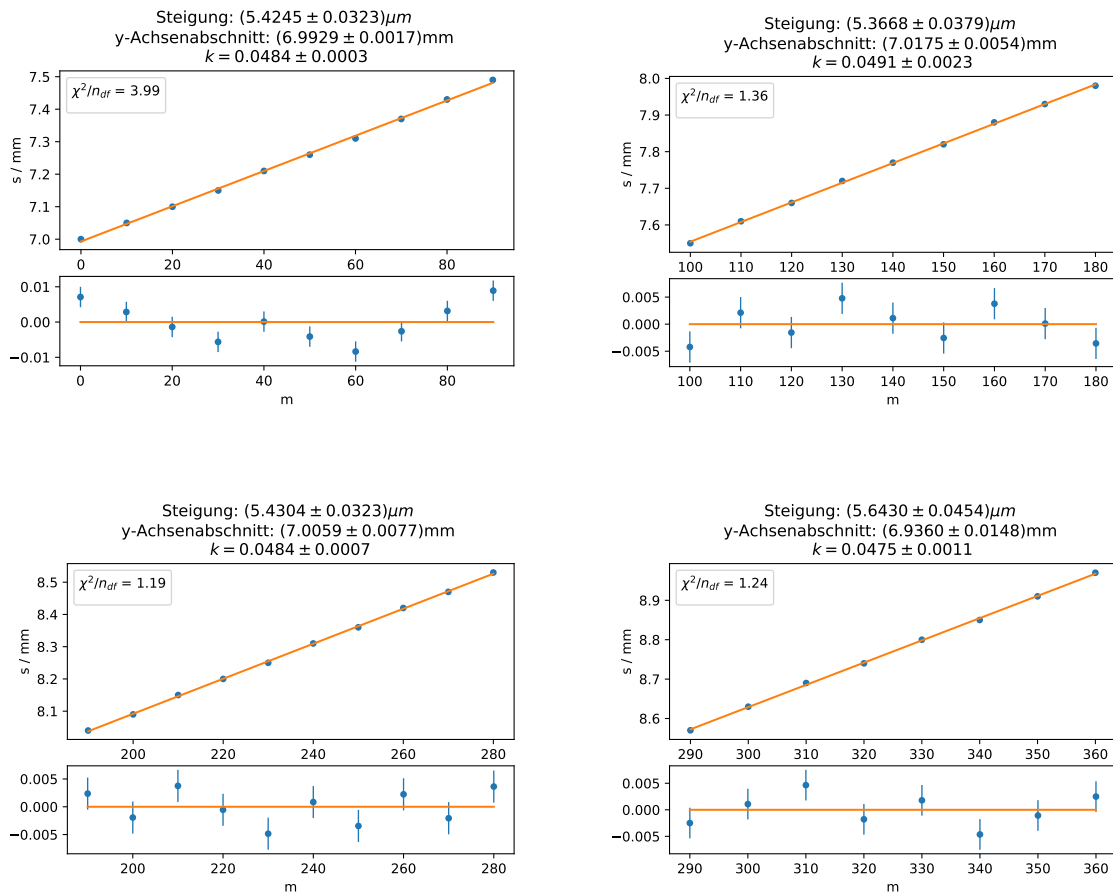 Steigung: (5.4245 ± 0.0323)μm
y-Achsenabschnitt: (6.9929 ± 0.0017)mm
k = 0.0484 ± 0.0003
χ²/n_df = 3.99
7.5
7.4
7.3
7.2
7.1
7.0
s / mm
0 20 40 60 80
0.01
0.00
−0.01
0 20 40 60 80
m
Steigung: (5.3668 ± 0.0379)μm
y-Achsenabschnitt: (7.0175 ± 0.0054)mm
k = 0.0491 ± 0.0023
χ²/n_df = 1.36
8.0
7.9
7.8
7.7
7.6
s / mm
100 110 120 130 140 150 160 170 180
0.005
0.000
−0.005
100 110 120 130 140 150 160 170 180
m
Steigung: (5.4304 ± 0.0323)μm
y-Achsenabschnitt: (7.0059 ± 0.0077)mm
k = 0.0484 ± 0.0007
χ²/n_df = 1.19
8.5
8.4
8.3
8.2
8.1
s / mm
200 220 240 260 280
0.005
0.000
−0.005
200 220 240 260 280
m
Steigung: (5.6430 ± 0.0454)μm
y-Achsenabschnitt: (6.9360 ± 0.0148)mm
k = 0.0475 ± 0.0011
χ²/n_df = 1.24
8.9
8.8
8.7
8.6
s / mm
290 300 310 320 330 340 350 360
0.005
0.000
−0.005
290 300 310 320 330 340 350 360
m